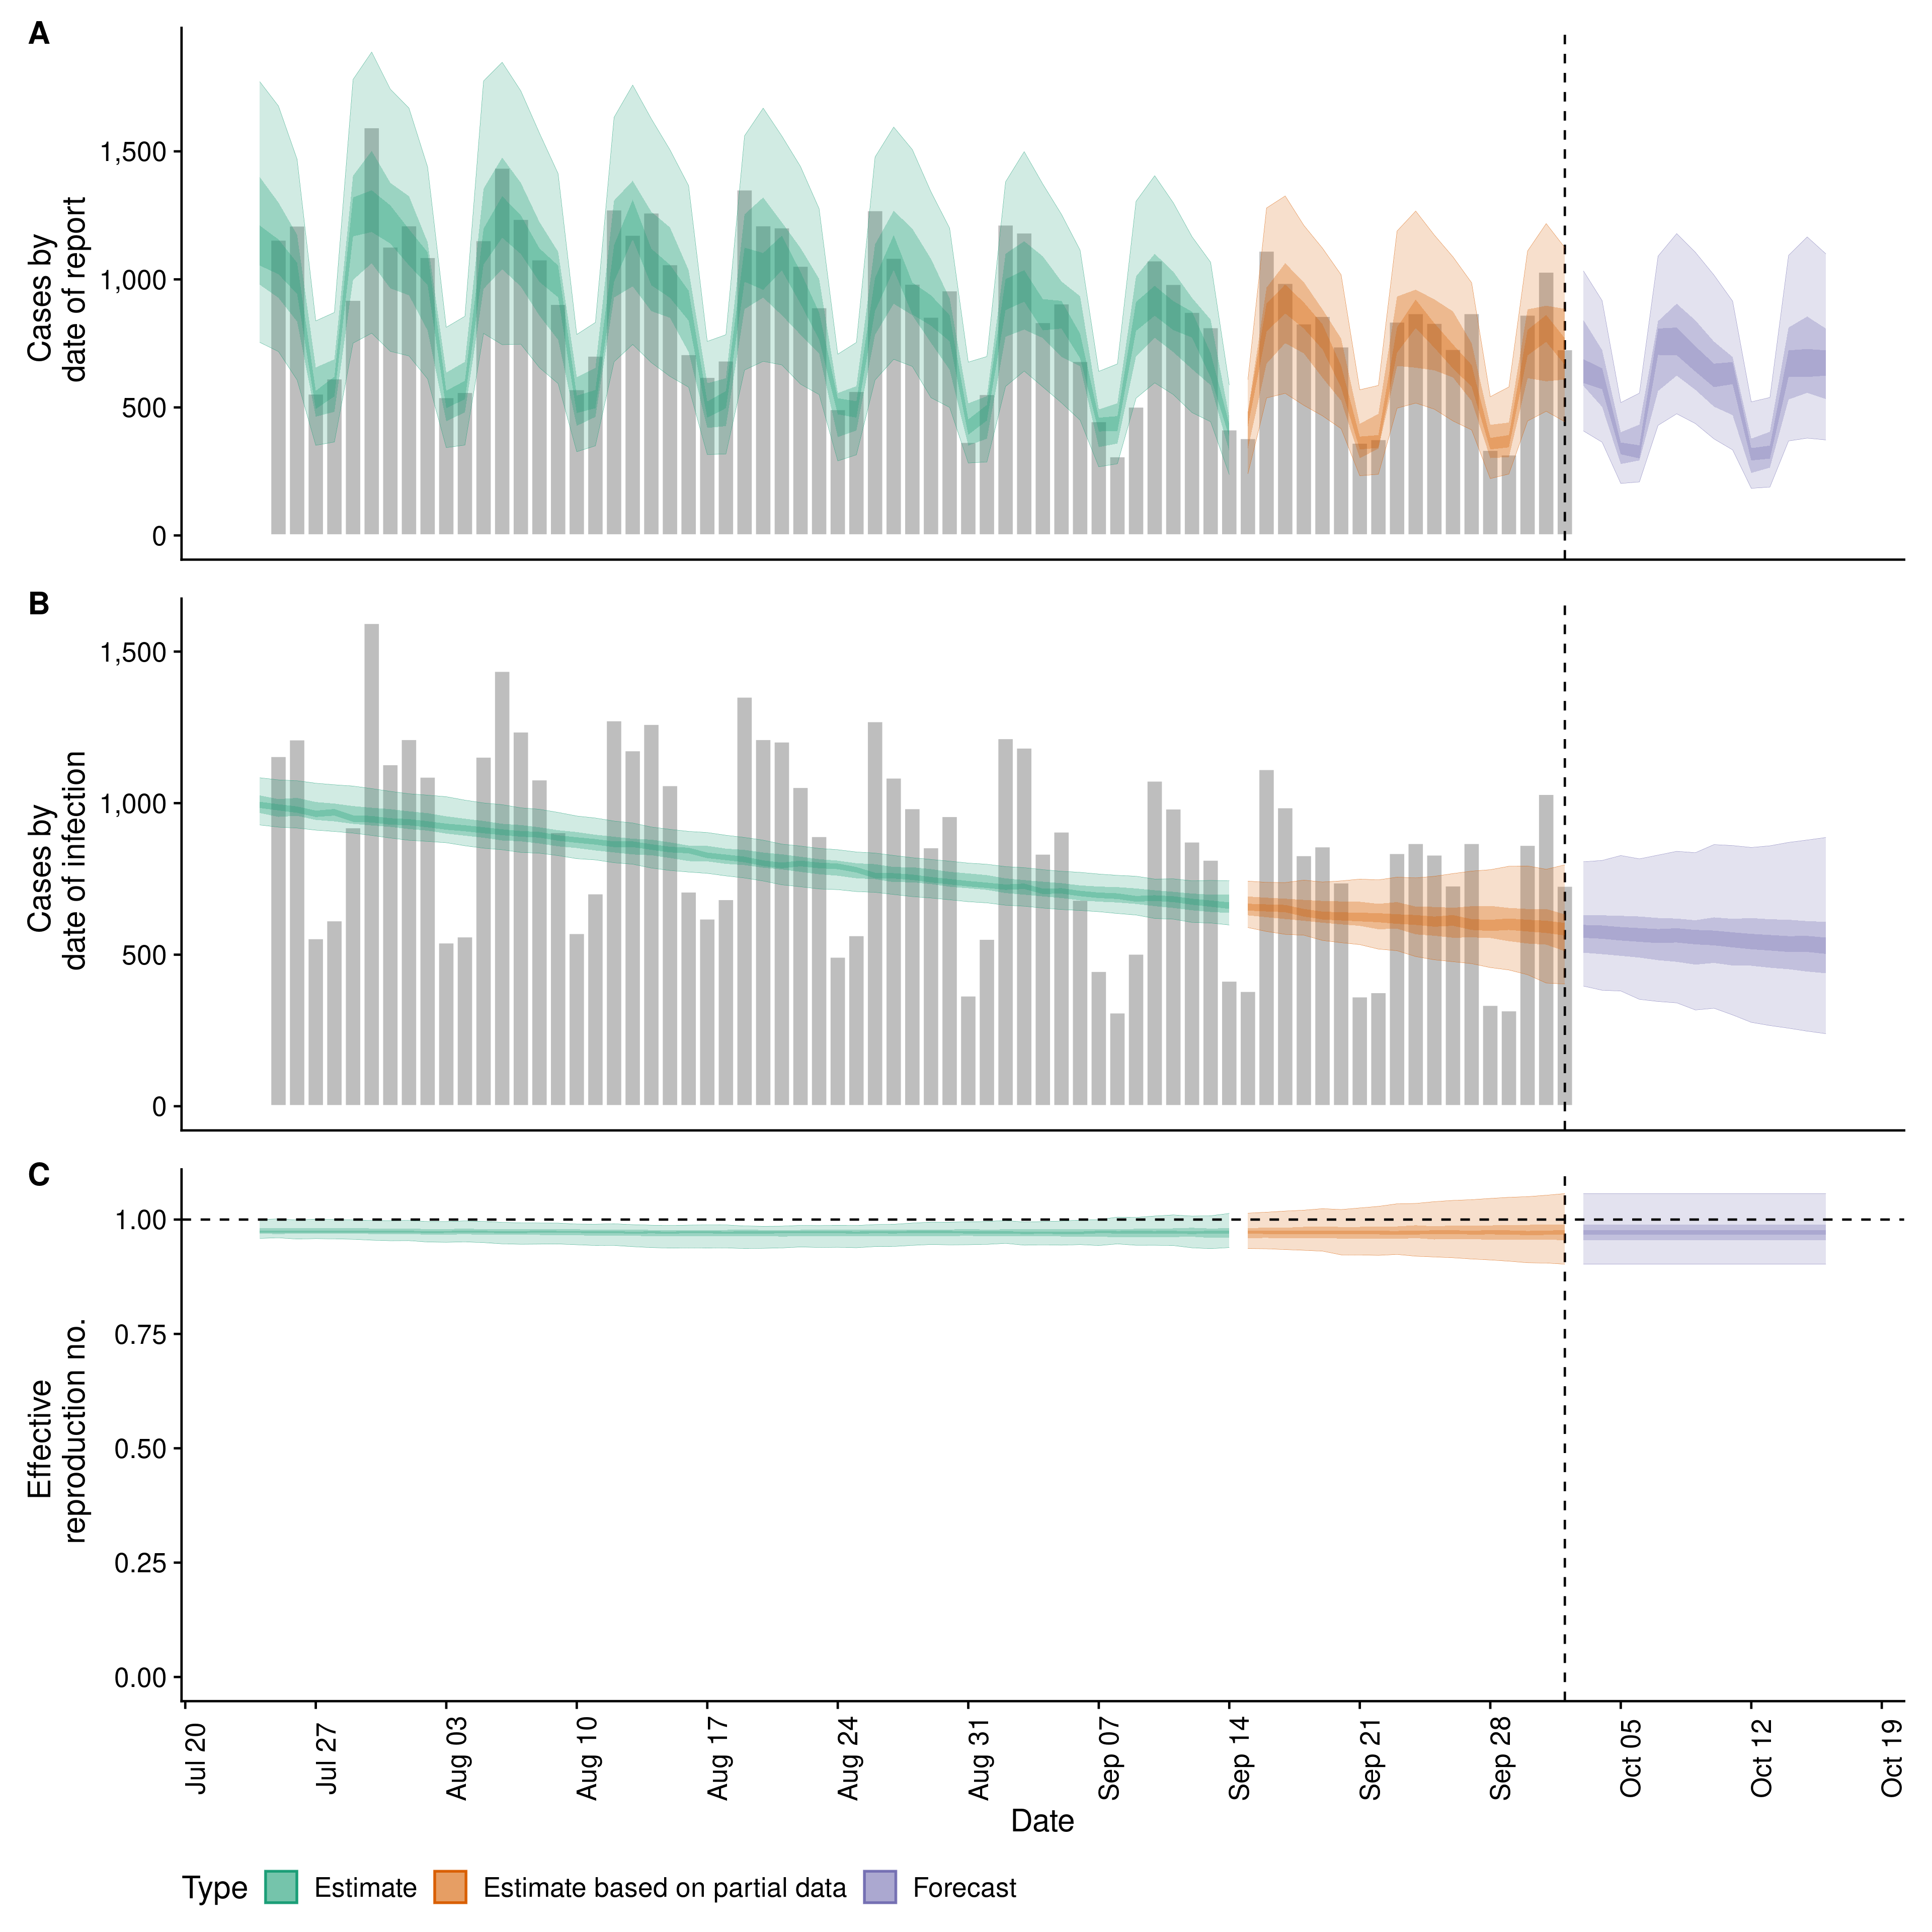 A
Cases by
date of report
1,500
1,000
500
0
B
Cases by
date of infection
1,500
1,000
500
0
C
Effective
reproduction no.
1.00
0.75
0.50
0.25
0.00
Jul 20
Jul 27
Aug 03
Aug 10
Aug 17
Aug 24
Aug 31
Sep 07
Sep 14
Sep 21
Sep 28
Oct 05
Oct 12
Oct 19
Date
Type Estimate Estimate based on partial data Forecast